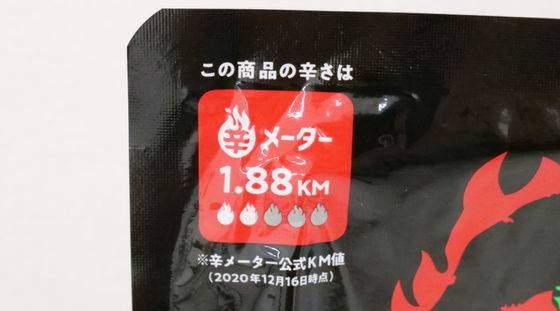 この商品の辛さは
辛メーター
1.88KM
※辛メーター公式KM値
(2020年12月16日時点)